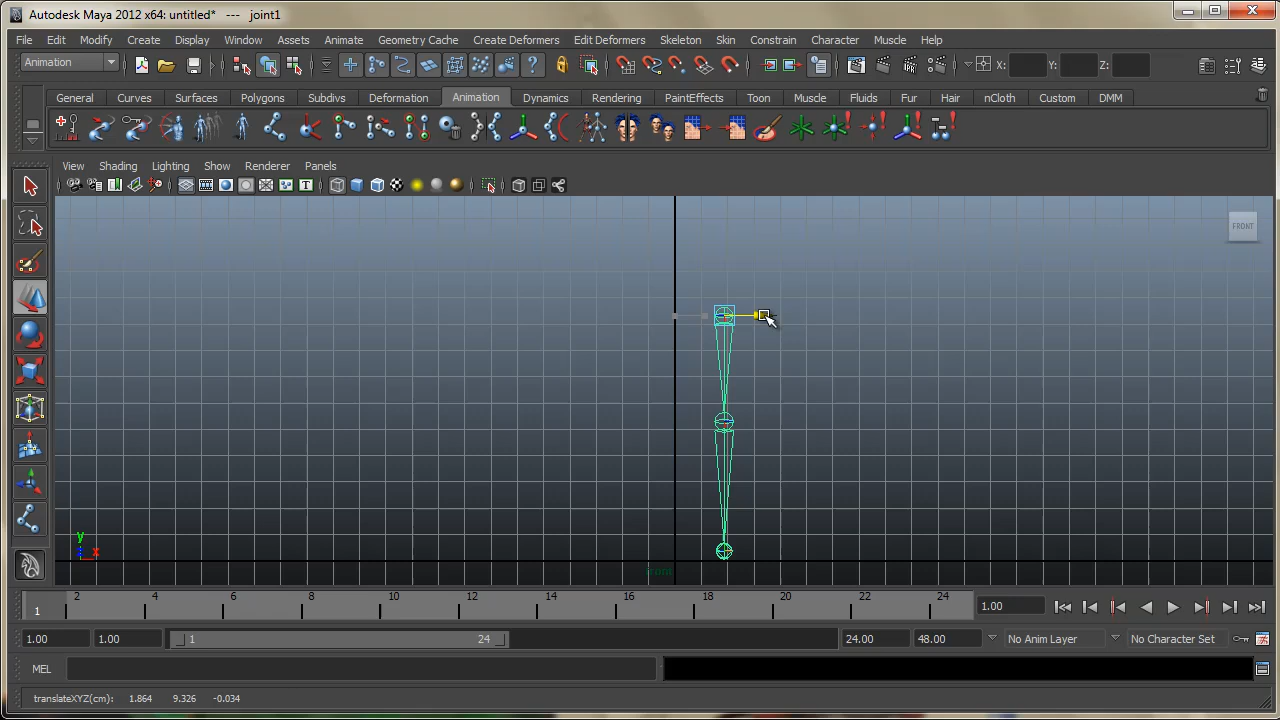 Autodesk Maya 2012 x64: untitled* --- joint1
File Edit Modify Create Display Window Assets Animate Geometry Cache Create Deformers Edit Deformers Skeleton Skin Constrain Character Muscle Help
Animation X: Y: Z:
General Curves Surfaces Polygons Subdivs Deformation Animation Dynamics Rendering PaintEffects Toon Muscle Fluids Fur Hair nCloth Custom DMM
View Shading Lighting Show Renderer Panels
T
FRONT
y
z x
front
1 2 4 6 8 10 12 14 16 18 20 22 24 1.00
1.00 1.00 1 24 24.00 48.00 No Anim Layer No Character Set
MEL
translateXYZ(cm): 1.864 9.326 -0.034